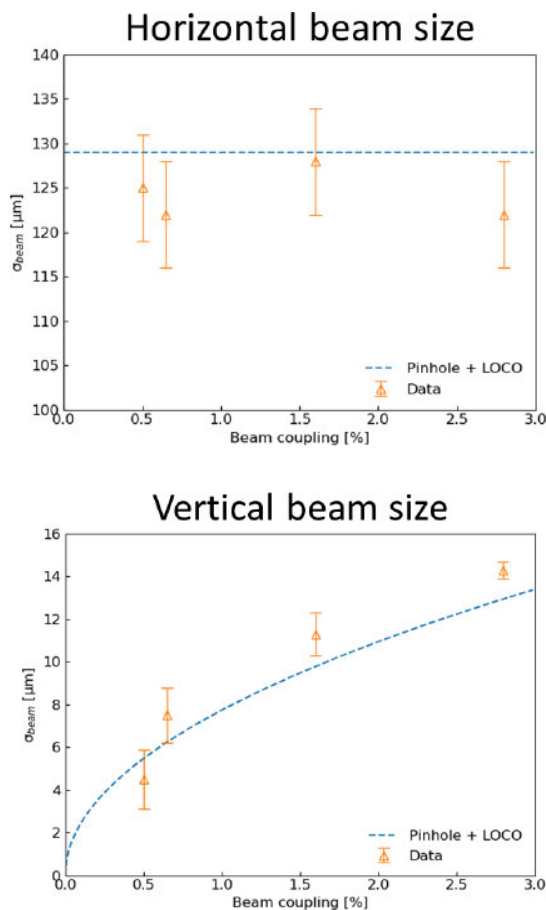 Horizontal beam size
140
135
130
125
120
115
110
105
100
σbeam [μm]
Pinhole + LOCO
Data
0.0 0.5 1.0 1.5 2.0 2.5 3.0
Beam coupling [%]
Vertical beam size
16
14
12
10
8
6
4
2
0
σbeam [μm]
Pinhole + LOCO
Data
0.0 0.5 1.0 1.5 2.0 2.5 3.0
Beam coupling [%]